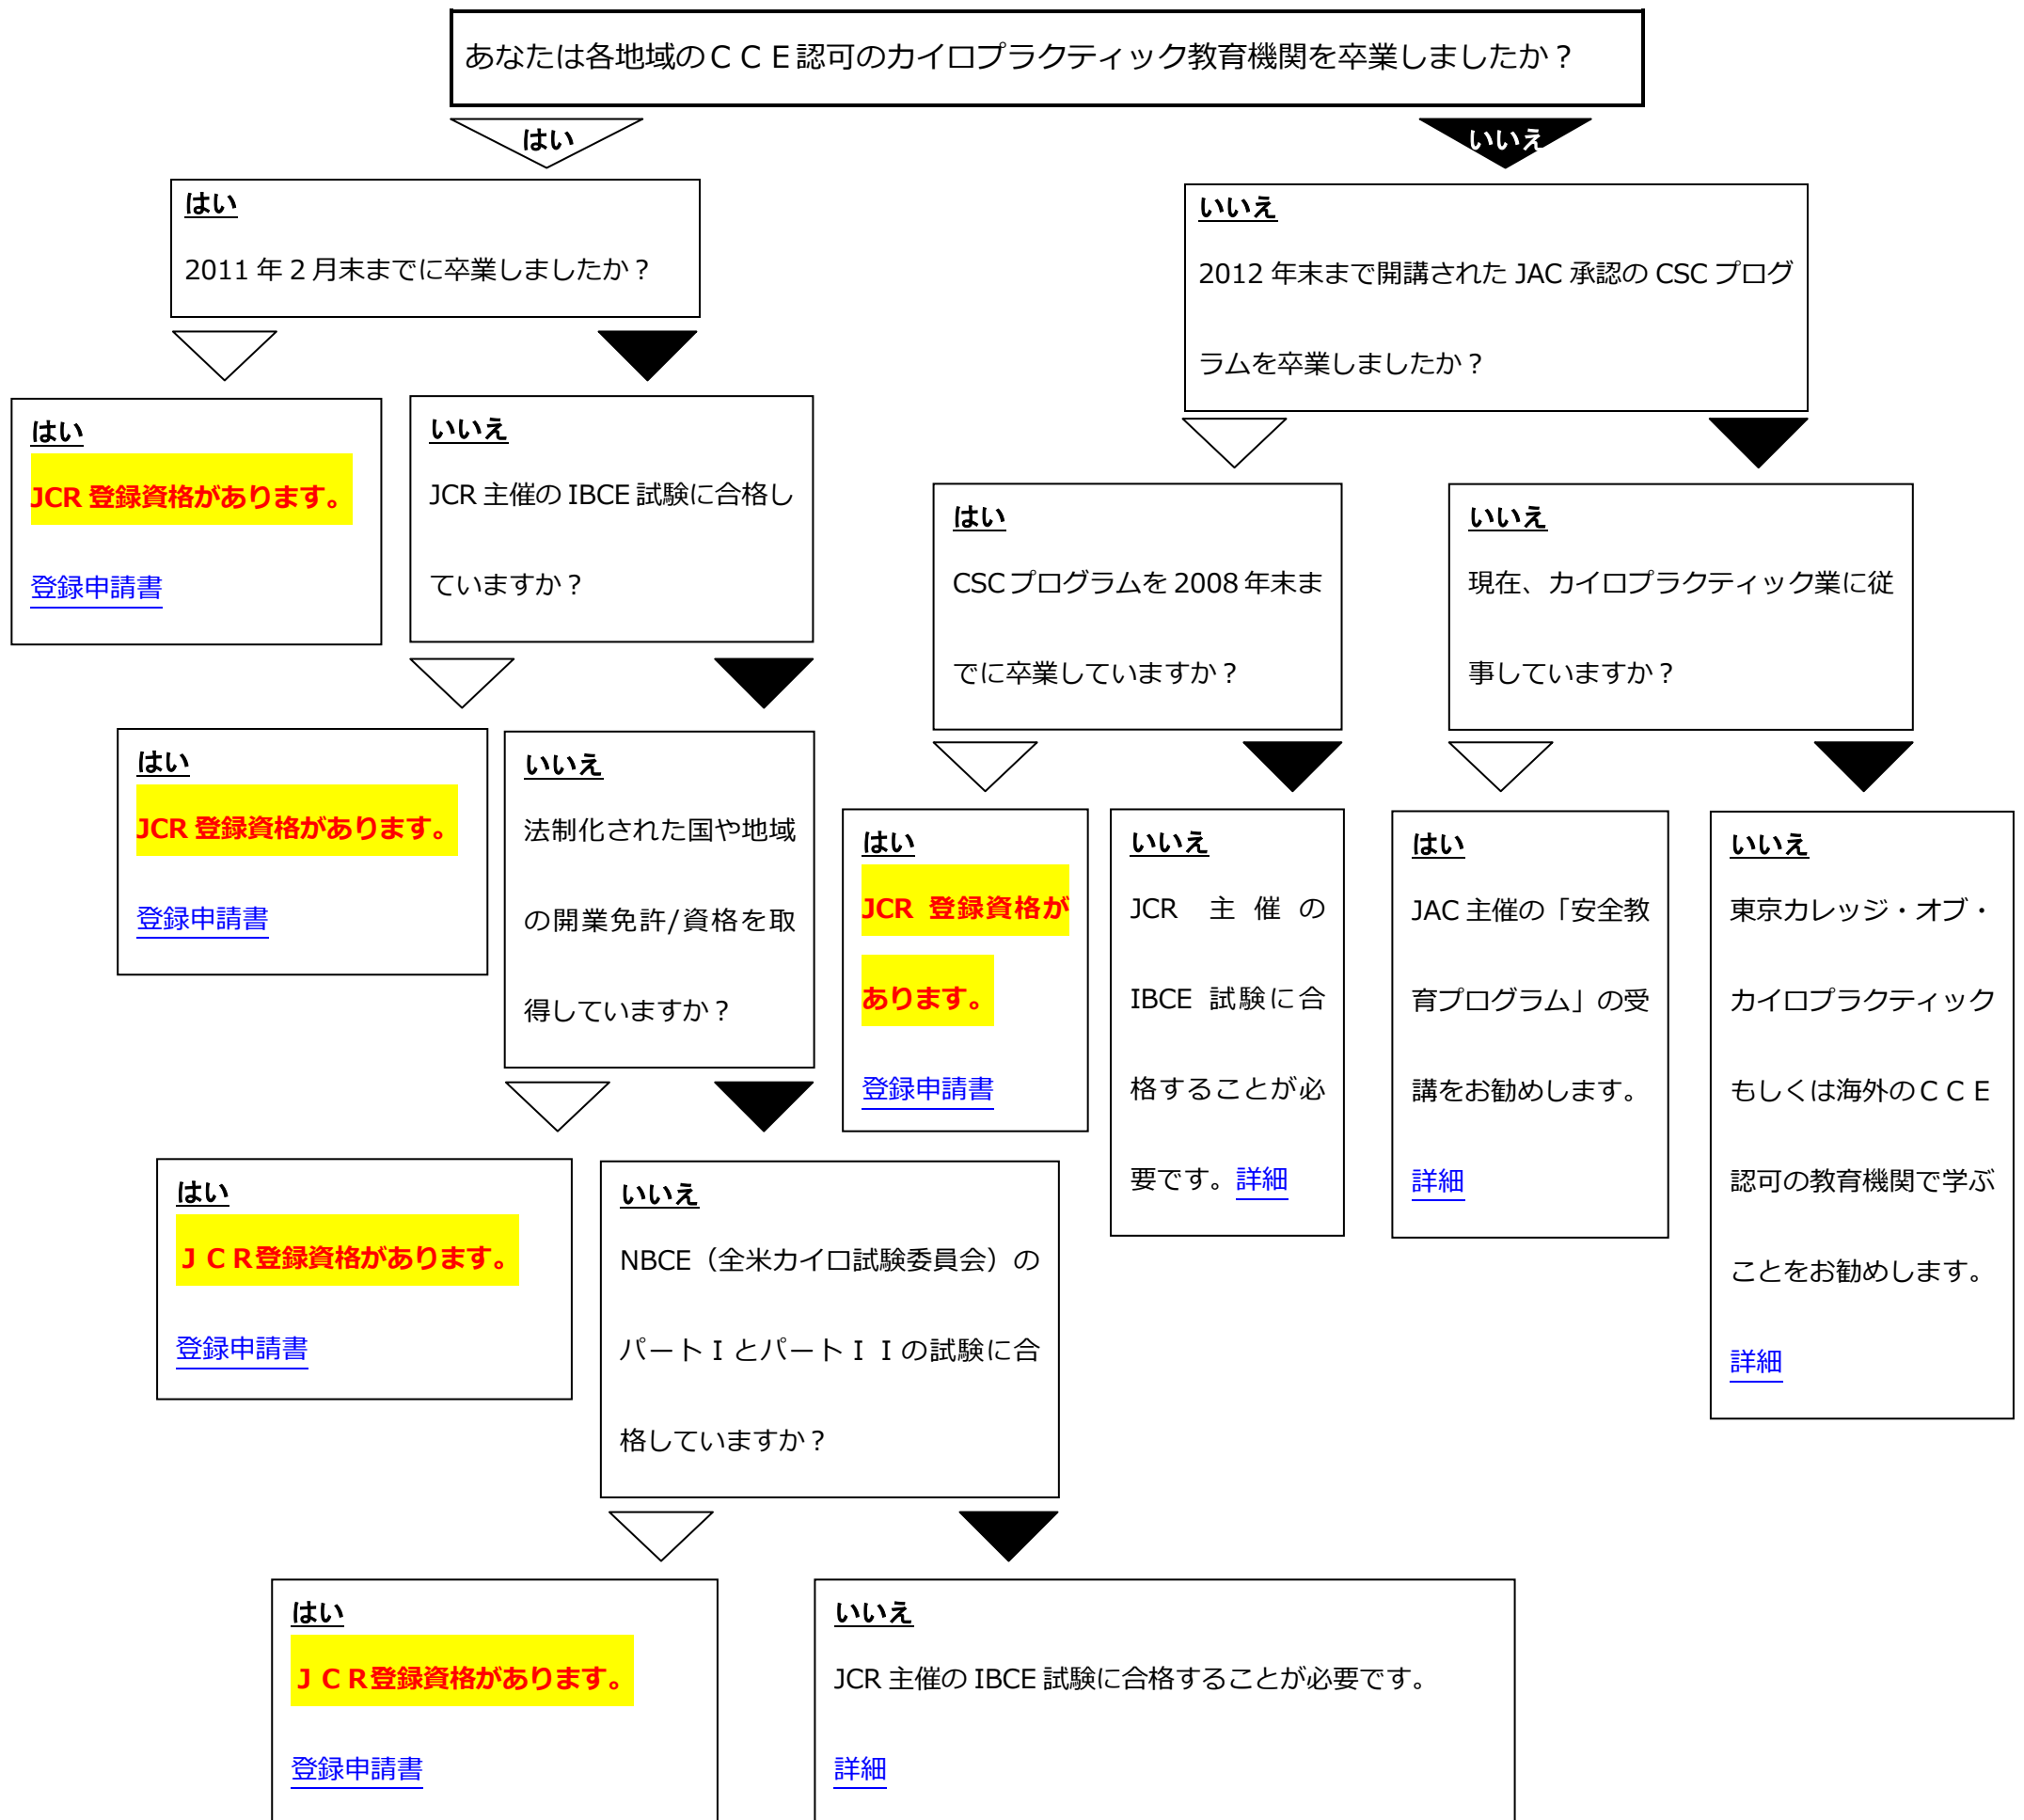 あなたは各地域のＣＣＥ認可のカイロプラクティック教育機関を卒業しましたか？
はい
いいえ
はい
2011 年 2 月末までに卒業しましたか？
いいえ
2012 年末まで開講された JAC 承認の CSC プログ
ラムを卒業しましたか？
はい
JCR 登録資格があります。
登録申請書
いいえ
JCR 主催の IBCE 試験に合格し
ていますか？
はい
CSC プログラムを 2008 年末ま
でに卒業していますか？
いいえ
現在、カイロプラクティック業に従
事していますか？
はい
JCR 登録資格があります。
登録申請書
いいえ
法制化された国や地域
の開業免許/資格を取
得していますか？
はい
JCR 登録資格が
あります。
登録申請書
いいえ
JCR 主催の
IBCE 試験に合
格することが必
要です。詳細
はい
JAC 主催の「安全教
育プログラム」の受
講をお勧めします。
詳細
いいえ
東京カレッジ・オブ・
カイロプラクティック
もしくは海外のＣＣＥ
認可の教育機関で学ぶ
ことをお勧めします。
詳細
はい
ＪＣＲ登録資格があります。
登録申請書
いいえ
NBCE（全米カイロ試験委員会）の
パートＩとパートＩＩの試験に合
格していますか？
はい
ＪＣＲ登録資格があります。
登録申請書
いいえ
JCR 主催の IBCE 試験に合格することが必要です。
詳細